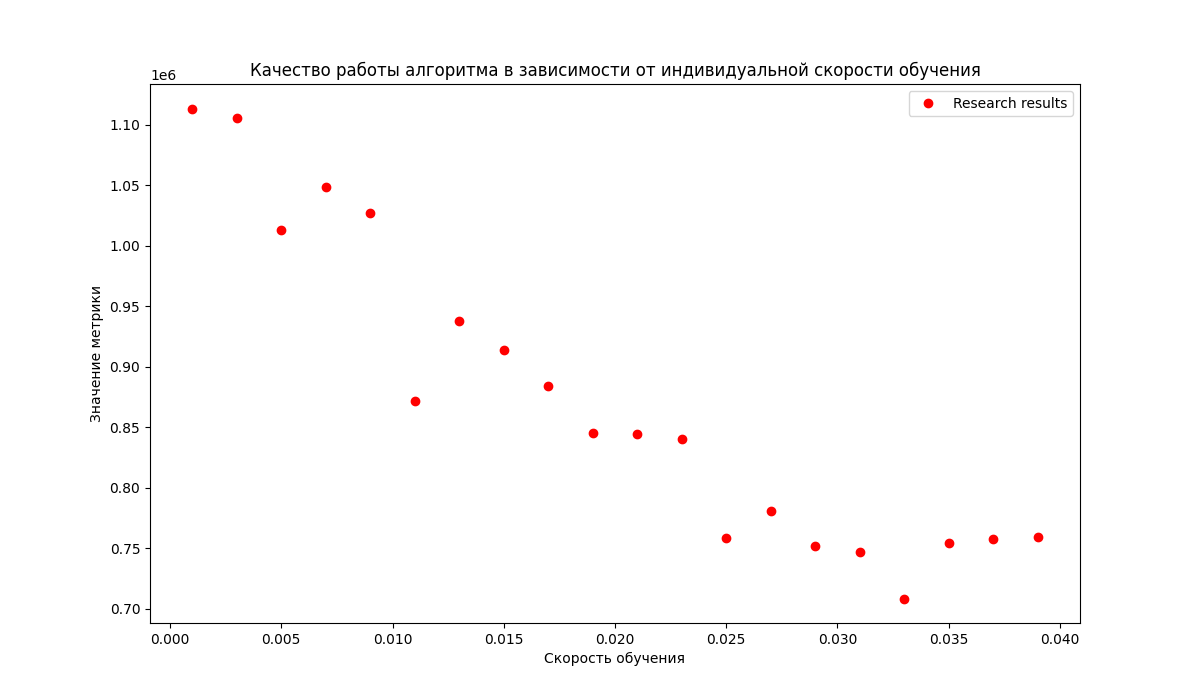 Качество работы алгоритма в зависимости от индивидуальной скорости обучения
1e6
Research results
1.10
1.05
1.00
0.95
0.90
0.85
0.80
0.75
0.70
Значение метрики
0.000 0.005 0.010 0.015 0.020 0.025 0.030 0.035 0.040
Скорость обучения